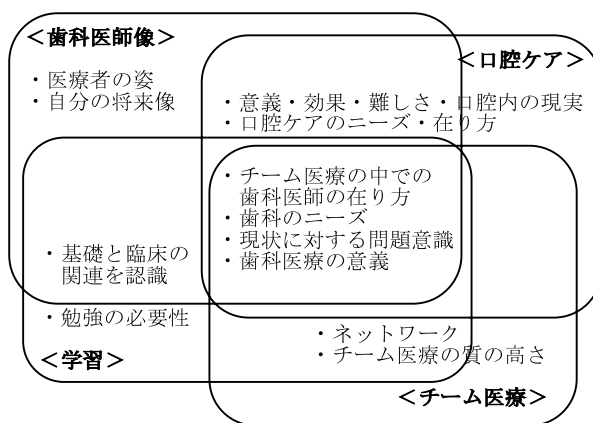 ＜歯科医師像＞
・医療者の姿
・自分の将来像
＜口腔ケア＞
・意義・効果・難しさ・口腔内の現実
・口腔ケアのニーズ・在り方
・チーム医療の中での
歯科医師の在り方
・歯科のニーズ
・現状に対する問題意識
・歯科医療の意義
・基礎と臨床の
関連を認識
・勉強の必要性
＜学習＞
・ネットワーク
・チーム医療の質の高さ
＜チーム医療＞